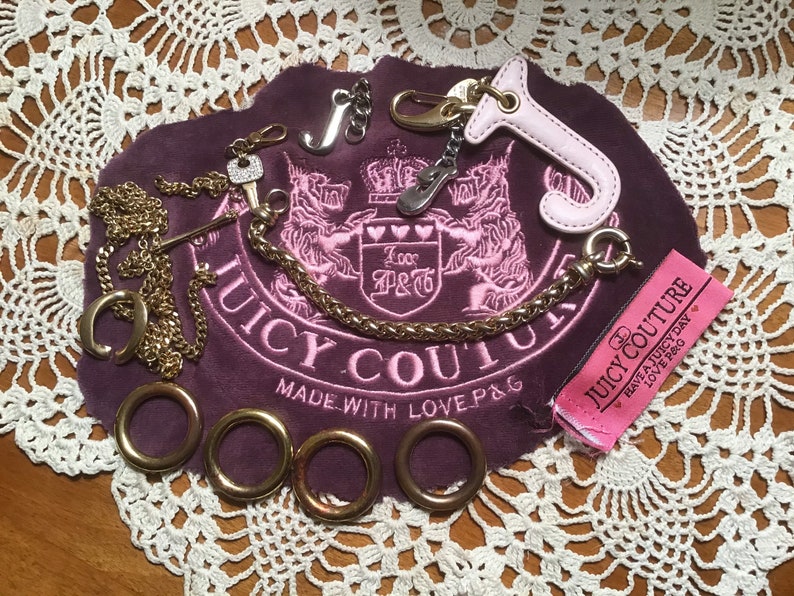 J
J
Love
P&G
JUICY COUTURE
MADE WITH LOVE P&G
J
JUICY COUTURE
HAVE A JUICY DAY
LOVE P&G